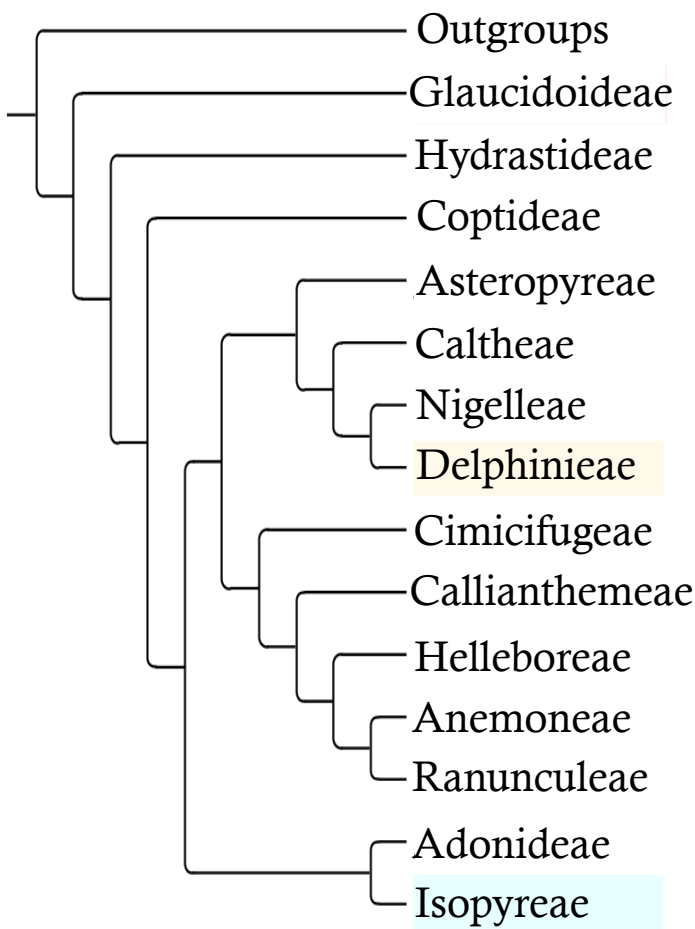 Outgroups
Glaucidoideae
Hydrastideae
Coptideae
Asteropyreae
Caltheae
Nigelleae
Delphinieae
Cimicifugeae
Callianthemeae
Helleboreae
Anemoneae
Ranunculeae
Adonideae
Isopyreae